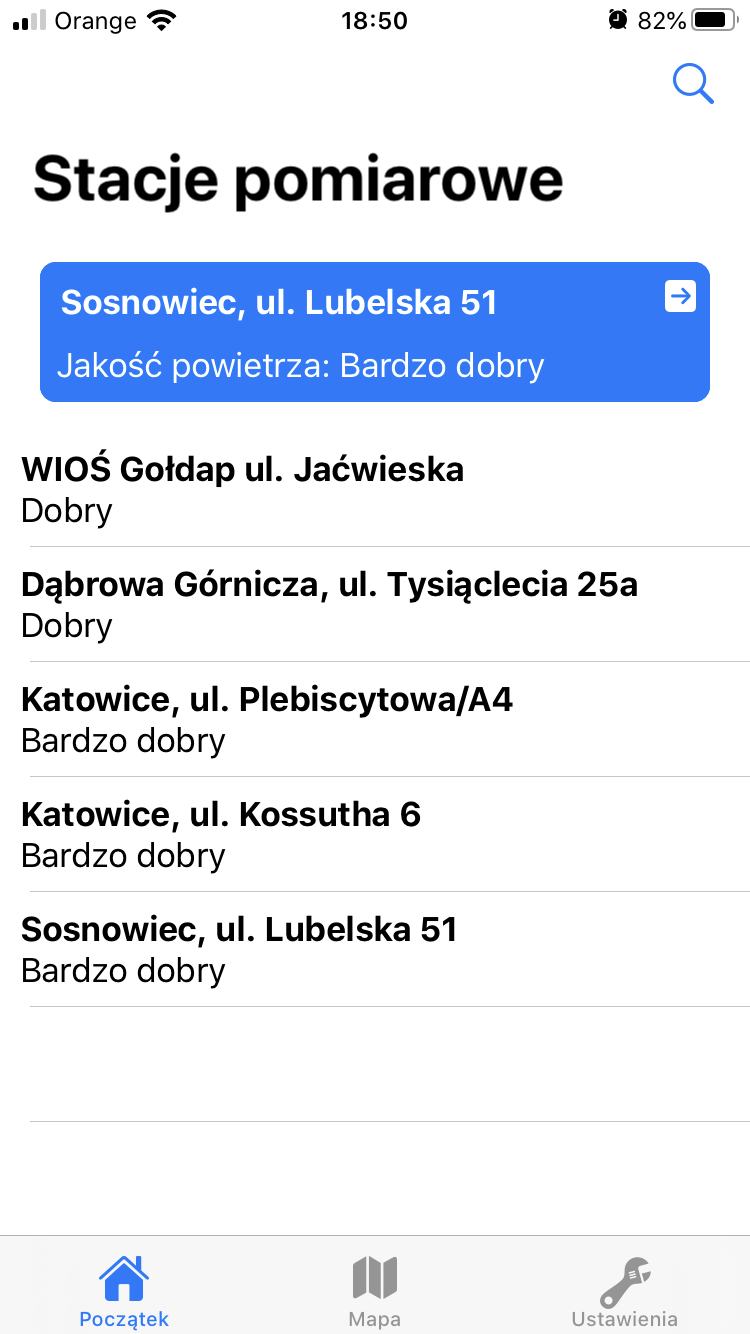 Orange 18:50 82%
Stacje pomiarowe
Sosnowiec, ul. Lubelska 51
Jakość powietrza: Bardzo dobry
WIOŚ Gołdap ul. Jaćwieska
Dobry
Dąbrowa Górnicza, ul. Tysiąclecia 25a
Dobry
Katowice, ul. Plebiscytowa/A4
Bardzo dobry
Katowice, ul. Kossutha 6
Bardzo dobry
Sosnowiec, ul. Lubelska 51
Bardzo dobry
Początek Mapa Ustawienia